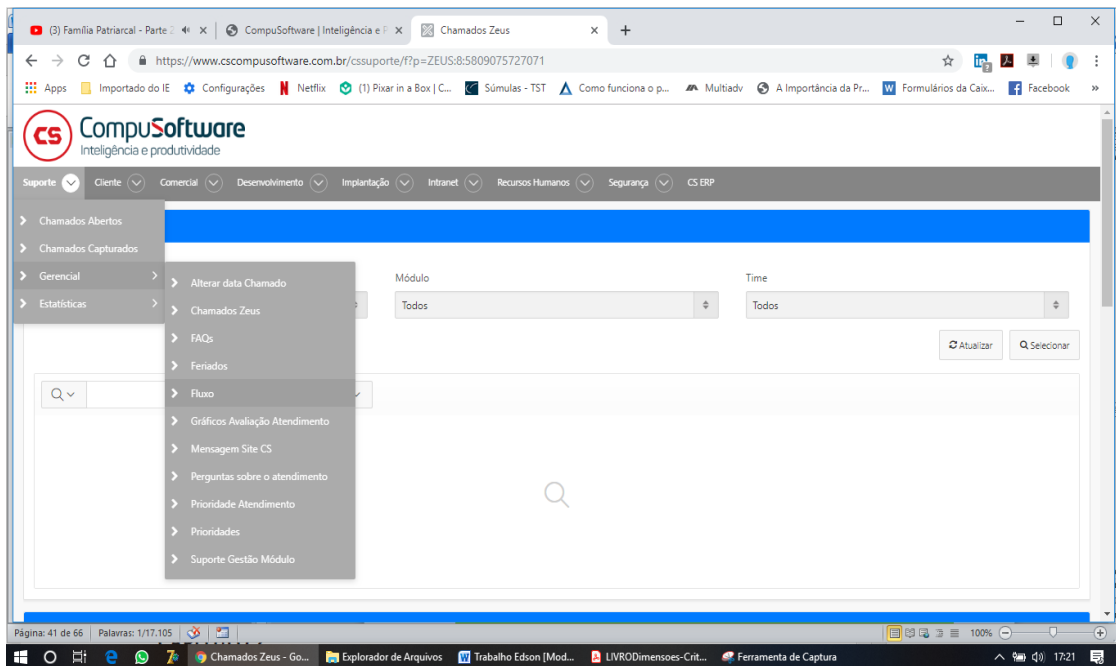 (3) Família Patriarcal - Parte 2
CompuSoftware | Inteligência e P
Chamados Zeus
https://www.cscompusoftware.com.br/cssuporte/f?p=ZEUS:8:5809075727071
Apps
Importado do IE
Configurações
Netflix
(1) Pixar in a Box | C...
Súmulas - TST
Como funciona o p...
Multiadv
A Importância da Pr...
Formulários da Caix...
Facebook
»
CS
CompuSoftware
Inteligência e produtividade
Suporte
Cliente
Comercial
Desenvolvimento
Implantação
Intranet
Recursos Humanos
Segurança
CS ERP
Chamados Abertos
Chamados Capturados
Gerencial
Estatísticas
Alterar data Chamado
Chamados Zeus
FAQs
Feriados
Fluxo
Gráficos Avaliação Atendimento
Mensagem Site CS
Perguntas sobre o atendimento
Prioridade Atendimento
Prioridades
Suporte Gestão Módulo
Módulo
Todos
Time
Todos
Atualizar
Selecionar
Página: 41 de 66
Palavras: 1/17.105
100%
Chamados Zeus - Go...
Explorador de Arquivos
Trabalho Edson [Mod...
LIVRODimensoes-Crit...
Ferramenta de Captura
17:21